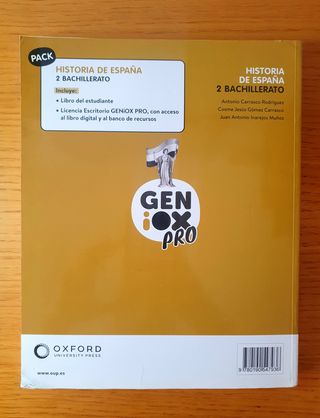 PACK
HISTORIA DE ESPAÑA
2 BACHILLERATO
Incluye:
• Libro del estudiante
• Licencia Escritorio GENiOX PRO, con acceso
al libro digital y al banco de recursos
HISTORIA
DE ESPAÑA
2 BACHILLERATO
Antonio Carrasco Rodríguez
Cosme Jesús Gómez Carrasco
Juan Antonio Inarejos Muñoz
GEN
iOX
PRO
OXFORD
UNIVERSITY PRESS
www.oup.es